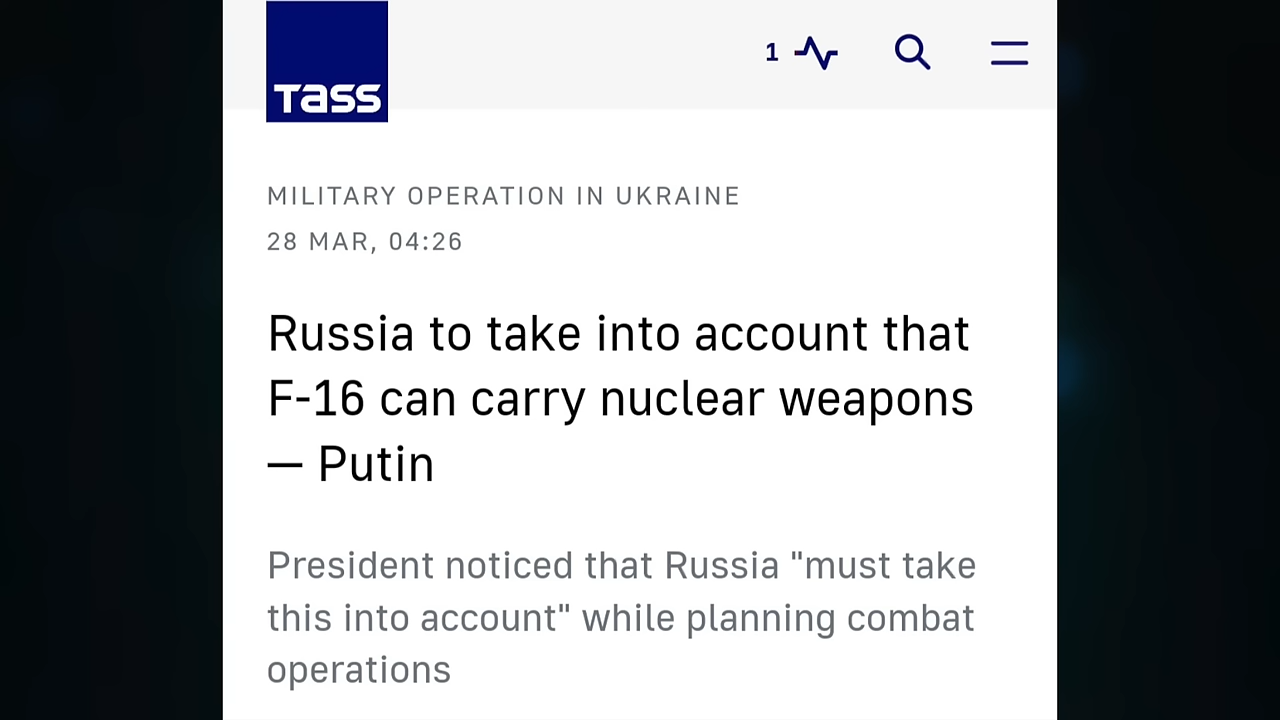 TASS
1
MILITARY OPERATION IN UKRAINE
28 MAR, 04:26
Russia to take into account that
F-16 can carry nuclear weapons
— Putin
President noticed that Russia "must take
this into account" while planning combat
operations